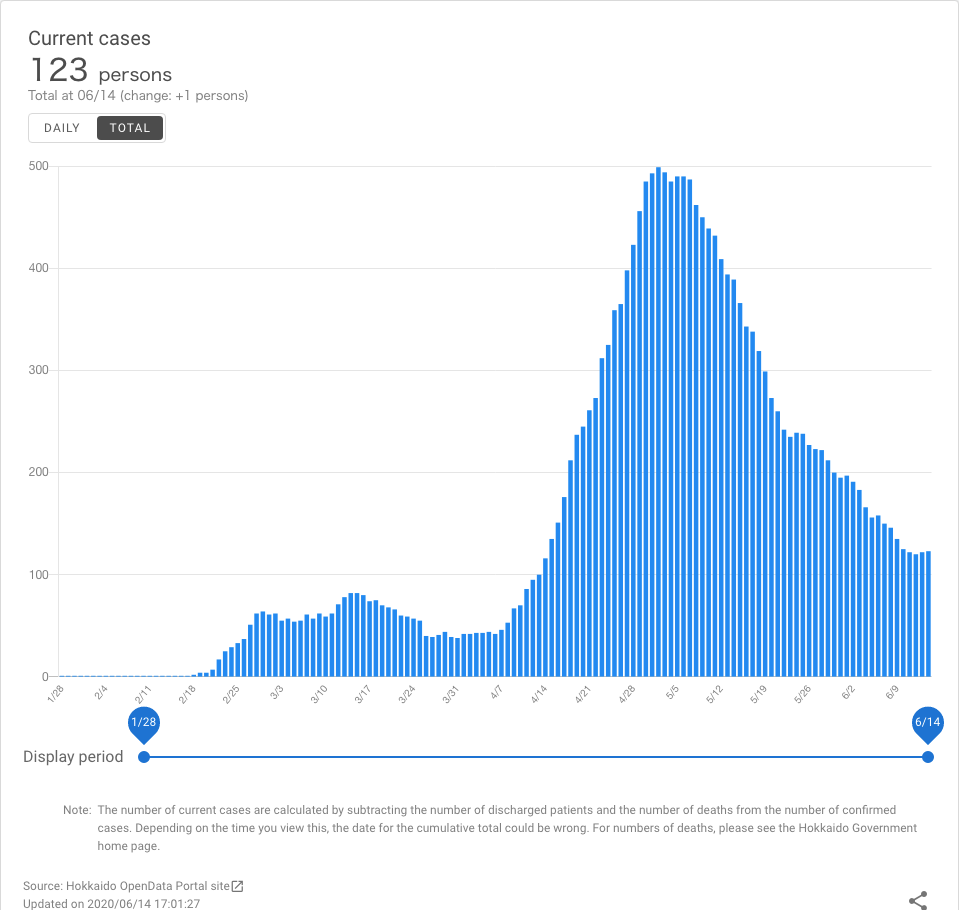 Current cases
123 persons
Total at 06/14 (change: +1 persons)
DAILY TOTAL
500
400
300
200
100
0
1/28 2/4 2/11 2/18 2/25 3/3 3/10 3/17 3/24 3/31 4/7 4/14 4/21 4/28 5/5 5/12 5/19 5/26 6/2 6/9
1/28 6/14
Display period
Note: The number of current cases are calculated by subtracting the number of discharged patients and the number of deaths from the number of confirmed
cases. Depending on the time you view this, the date for the cumulative total could be wrong. For numbers of deaths, please see the Hokkaido Government
home page.
Source: Hokkaido OpenData Portal site
Updated on 2020/06/14 17:01:27